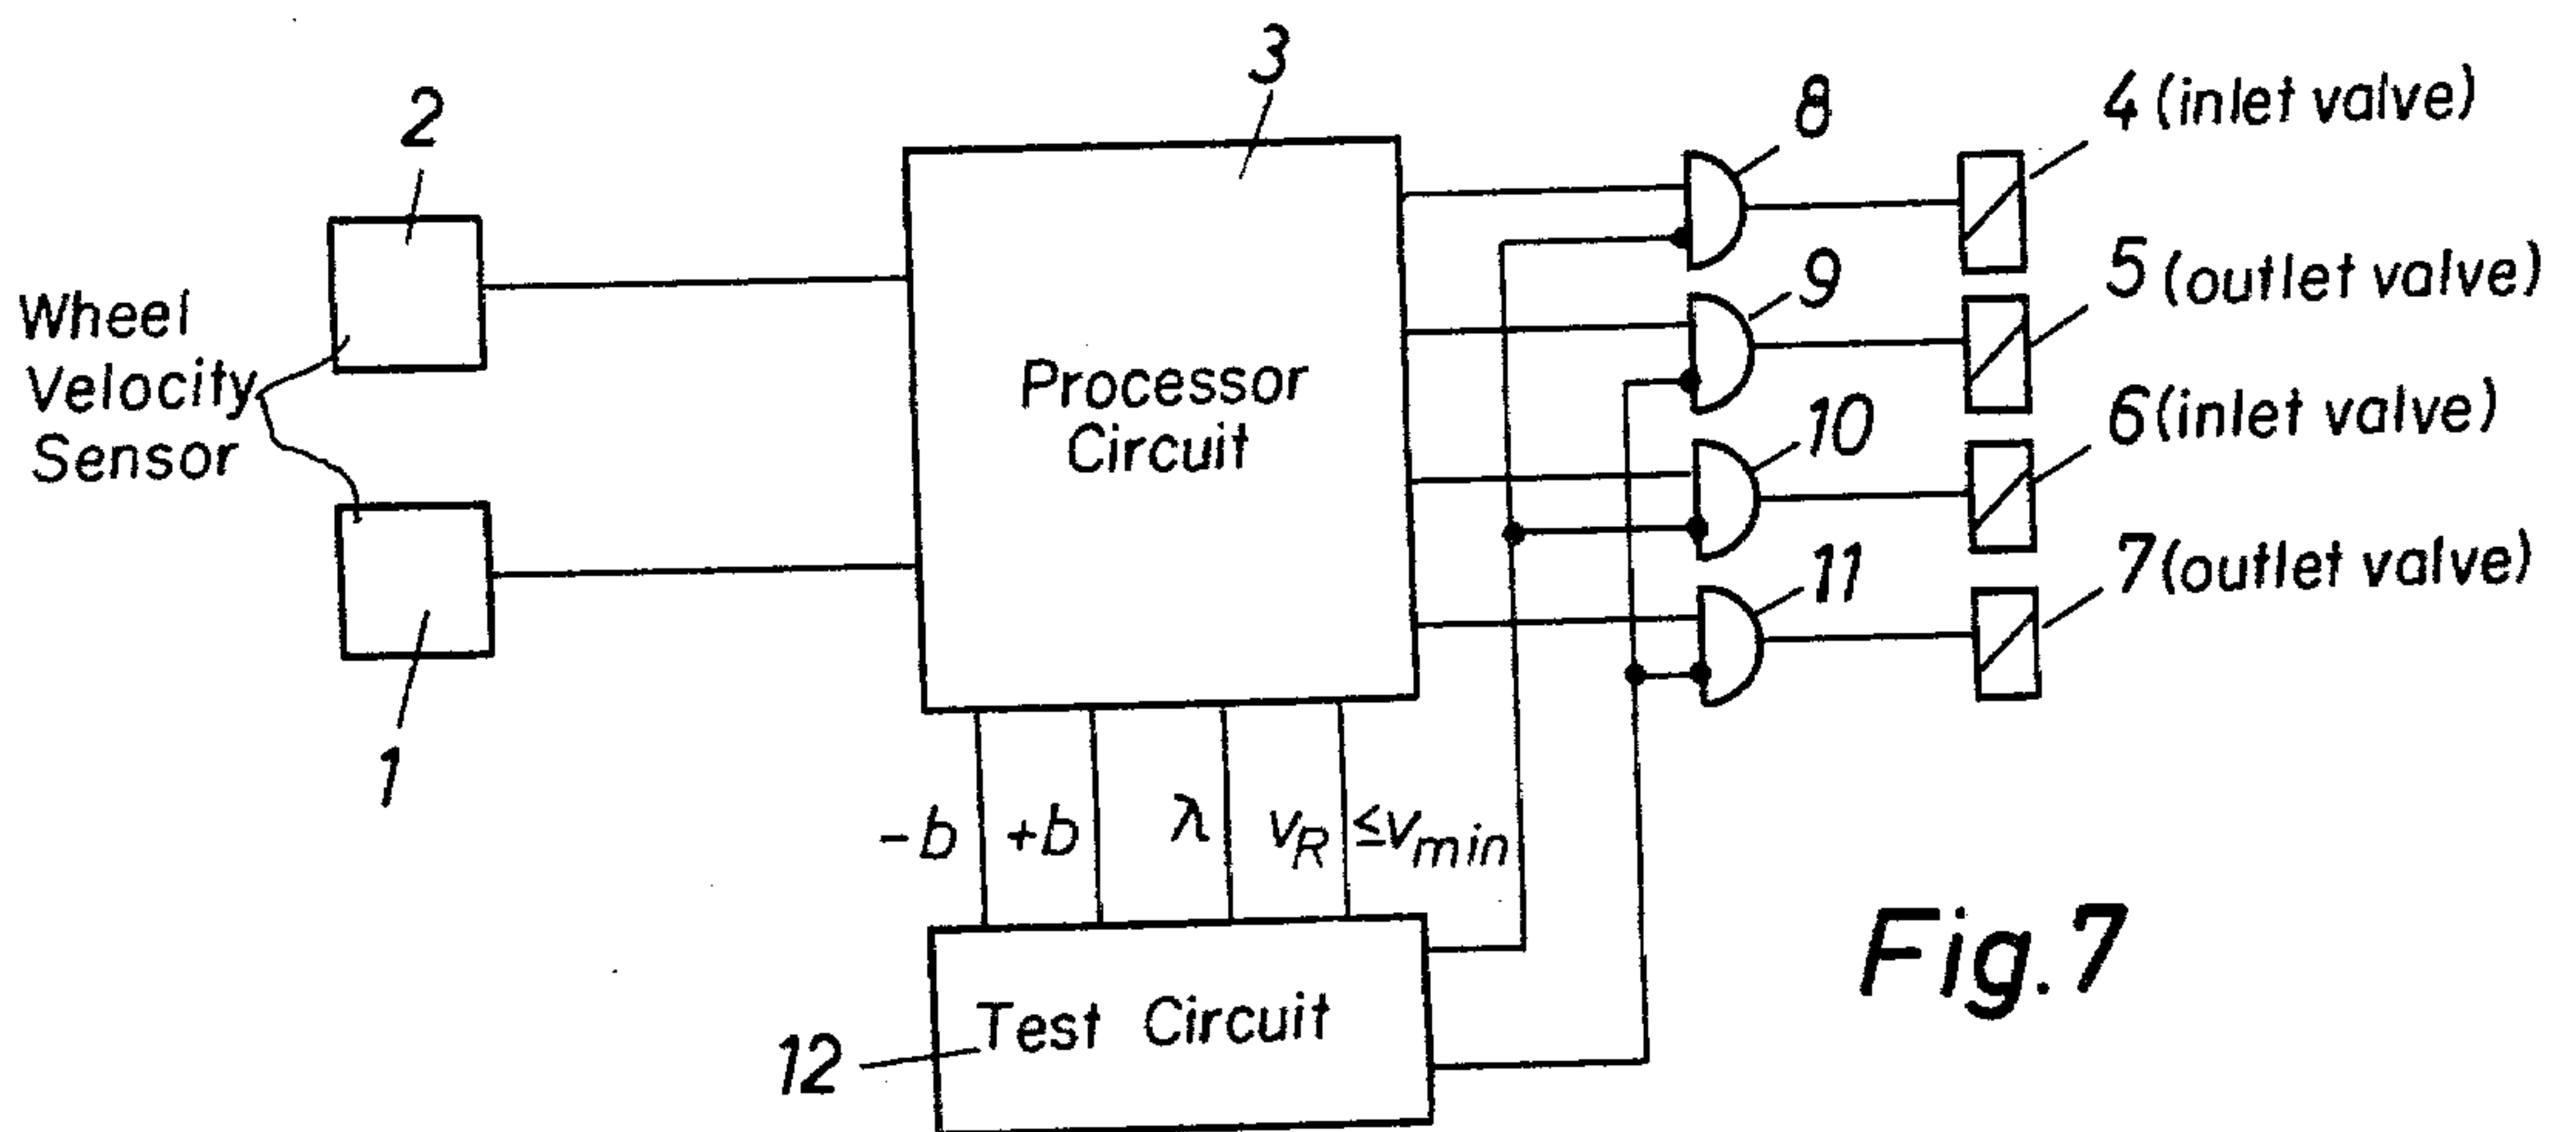 3
8
4 (inlet valve)
2
9
5 (outlet valve)
Wheel
Velocity
Sensor
Processor
Circuit
10
6 (inlet valve)
11
7 (outlet valve)
1
-b
+b
λ
vR ≤vmin
Test Circuit
12
Fig.7